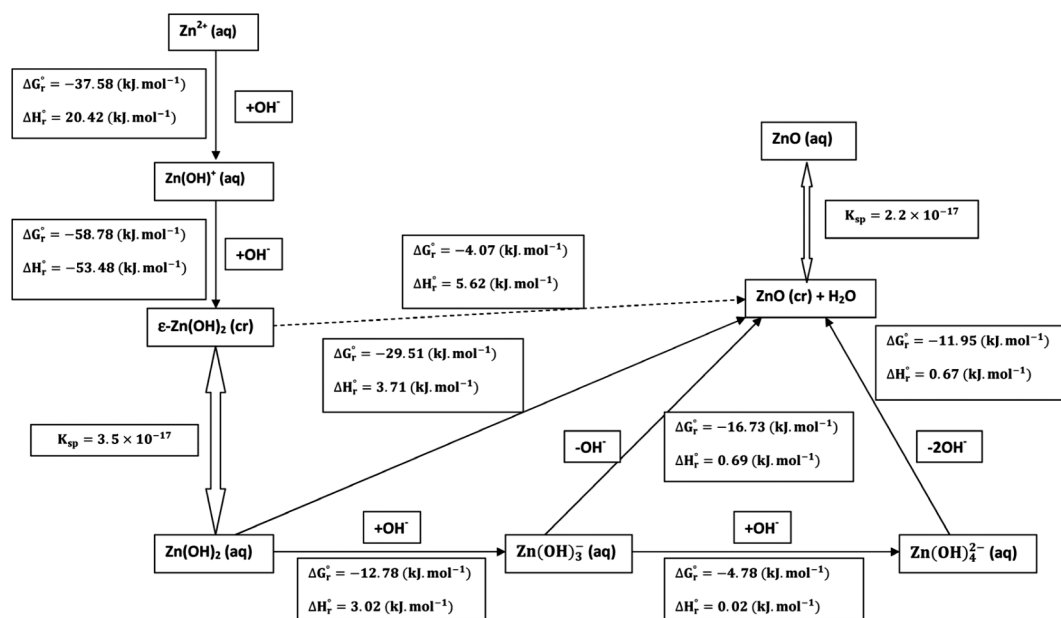 Zn²⁺ (aq)
ΔG°ᵣ = −37.58 (kJ. mol⁻¹)
ΔH°ᵣ = 20.42 (kJ. mol⁻¹)
+OH⁻
Zn(OH)⁺ (aq)
ΔG°ᵣ = −58.78 (kJ. mol⁻¹)
ΔH°ᵣ = −53.48 (kJ. mol⁻¹)
+OH⁻
ε-Zn(OH)₂ (cr)
ΔG°ᵣ = −4.07 (kJ. mol⁻¹)
ΔH°ᵣ = 5.62 (kJ. mol⁻¹)
ZnO (aq)
Kₛₚ = 2.2 × 10⁻¹⁷
ZnO (cr) + H₂O
ΔG°ᵣ = −29.51 (kJ. mol⁻¹)
ΔH°ᵣ = 3.71 (kJ. mol⁻¹)
ΔG°ᵣ = −11.95 (kJ. mol⁻¹)
ΔH°ᵣ = 0.67 (kJ. mol⁻¹)
Kₛₚ = 3.5 × 10⁻¹⁷
-OH⁻
ΔG°ᵣ = −16.73 (kJ. mol⁻¹)
ΔH°ᵣ = 0.69 (kJ. mol⁻¹)
-2OH⁻
Zn(OH)₂ (aq)
+OH⁻
Zn(OH)₃⁻ (aq)
+OH⁻
Zn(OH)₄²⁻ (aq)
ΔG°ᵣ = −12.78 (kJ. mol⁻¹)
ΔH°ᵣ = 3.02 (kJ. mol⁻¹)
ΔG°ᵣ = −4.78 (kJ. mol⁻¹)
ΔH°ᵣ = 0.02 (kJ. mol⁻¹)